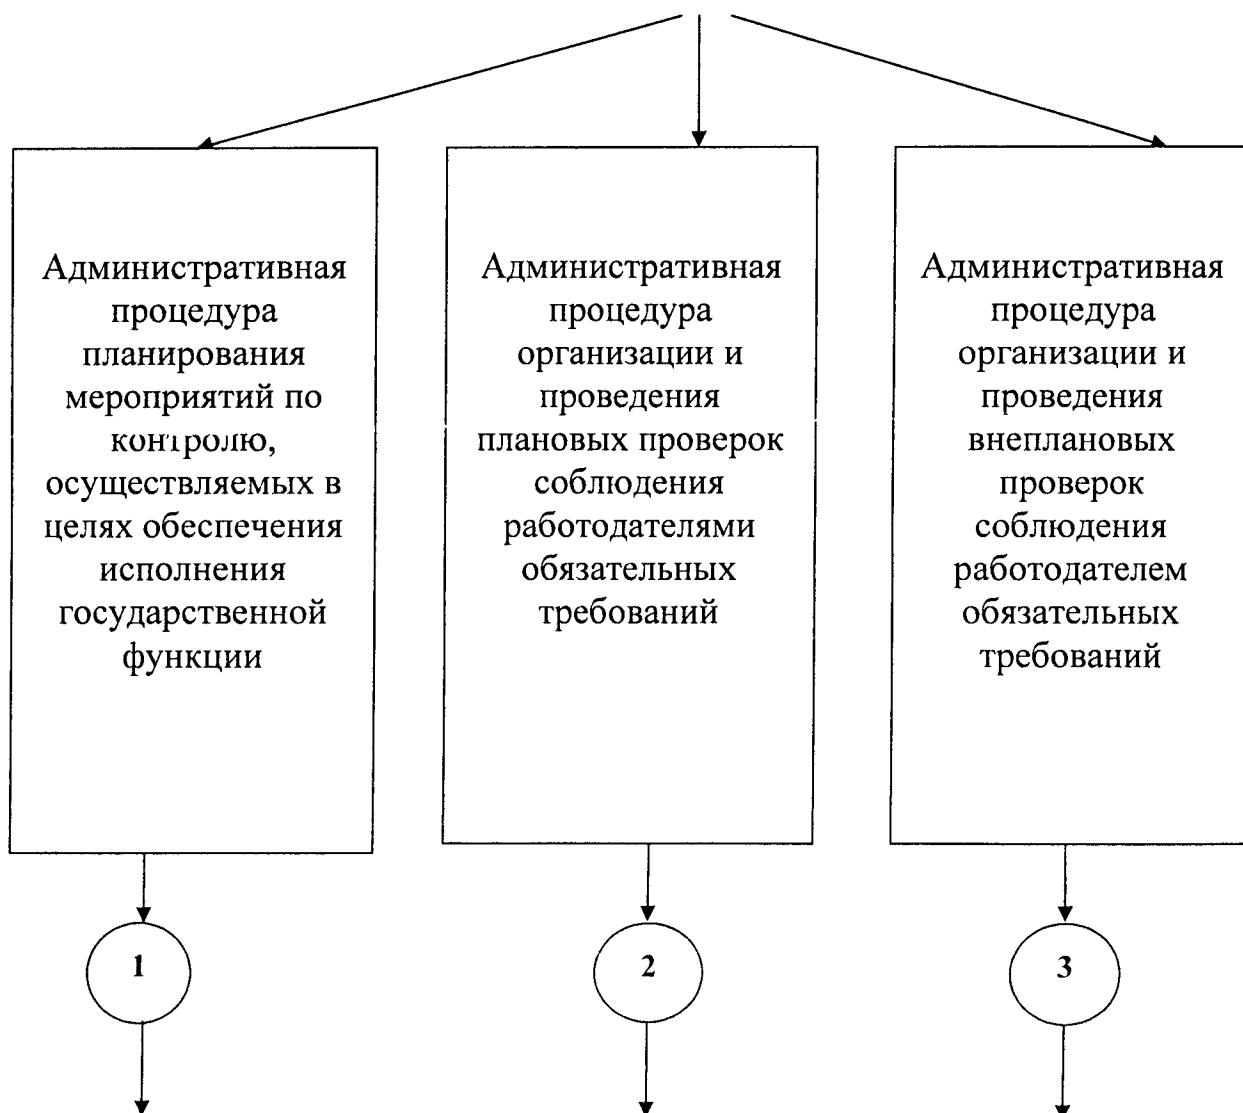 Административная
процедура
планирования
мероприятий по
контролю,
осуществляемых в
целях обеспечения
исполнения
государственной
функции
Административная
процедура
организации и
проведения
плановых проверок
соблюдения
работодателями
обязательных
требований
Административная
процедура
организации и
проведения
внеплановых
проверок
соблюдения
работодателем
обязательных
требований
1
2
3